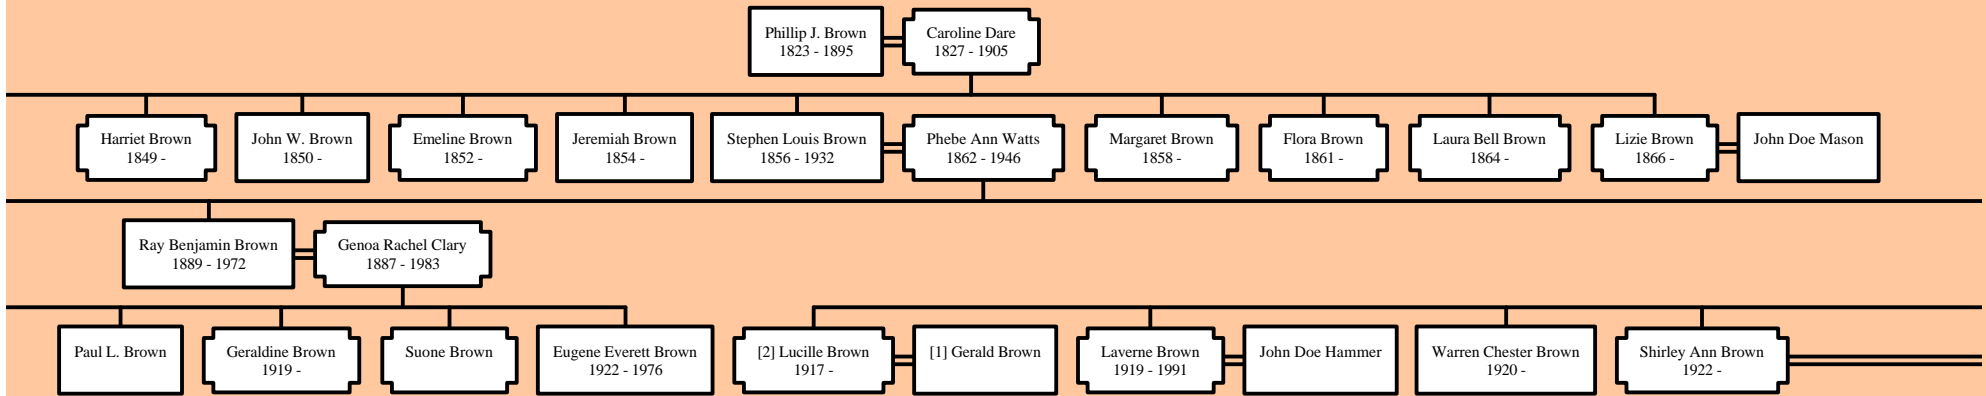 Phillip J. Brown
1823 - 1895
Caroline Dare
1827 - 1905
Harriet Brown
1849 -
John W. Brown
1850 -
Emeline Brown
1852 -
Jeremiah Brown
1854 -
Stephen Louis Brown
1856 - 1932
Phebe Ann Watts
1862 - 1946
Margaret Brown
1858 -
Flora Brown
1861 -
Laura Bell Brown
1864 -
Lizie Brown
1866 -
John Doe Mason
Ray Benjamin Brown
1889 - 1972
Genoa Rachel Clary
1887 - 1983
Paul L. Brown
Geraldine Brown
1919 -
Suone Brown
Eugene Everett Brown
1922 - 1976
[2] Lucille Brown
1917 -
[1] Gerald Brown
Laverne Brown
1919 - 1991
John Doe Hammer
Warren Chester Brown
1920 -
Shirley Ann Brown
1922 -